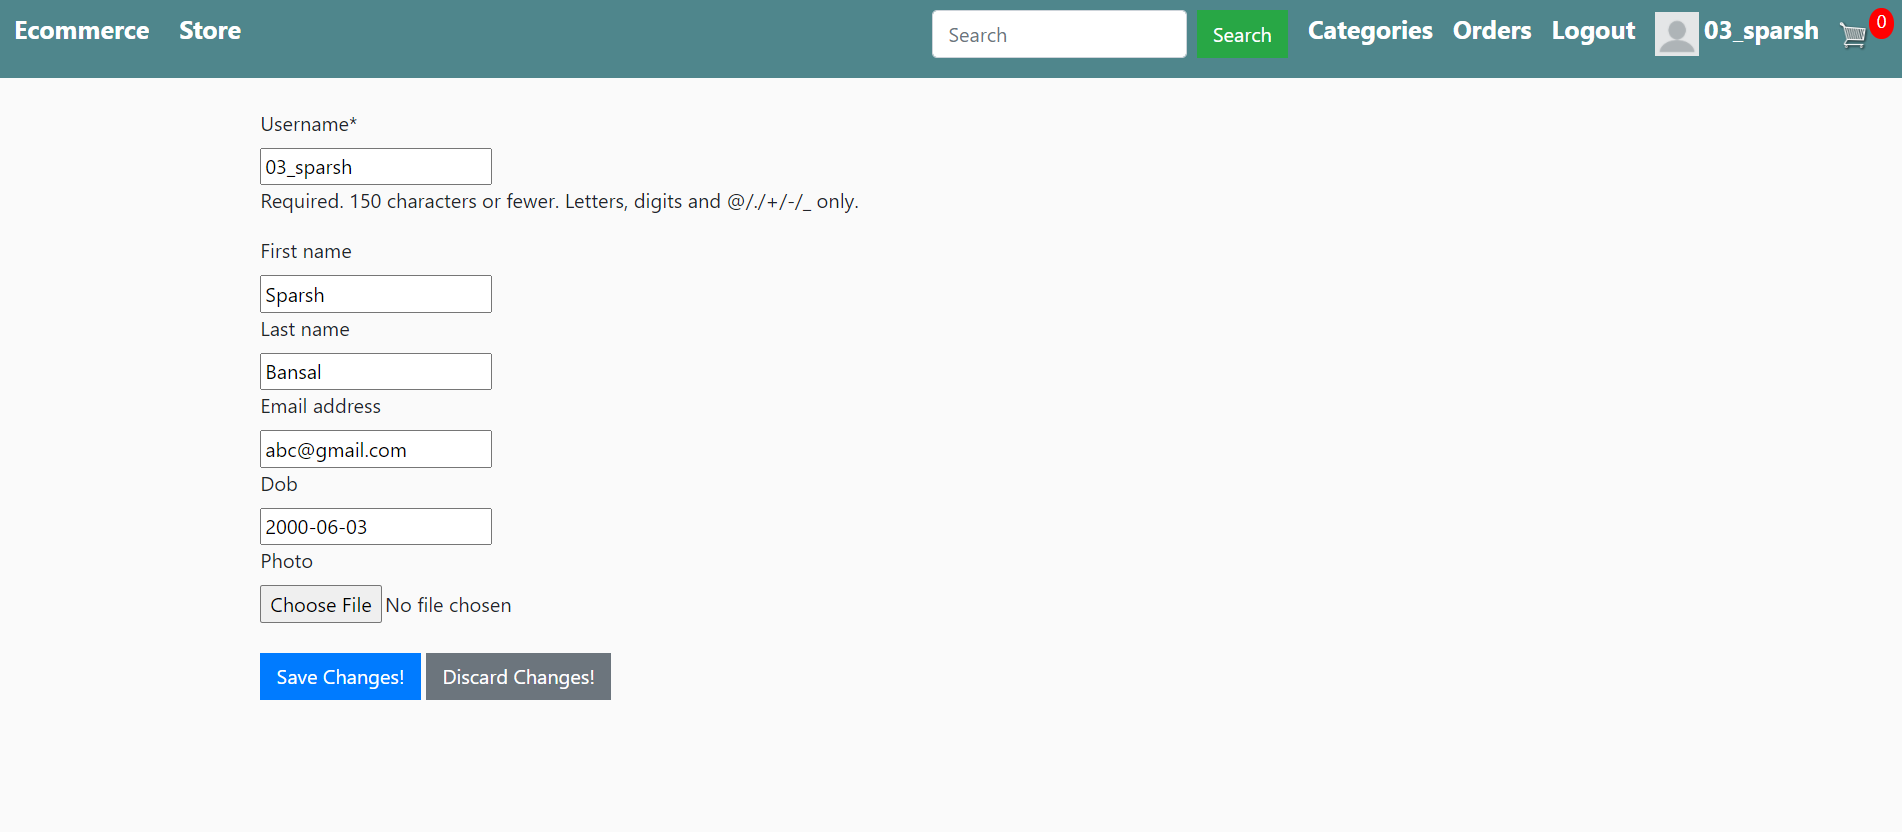 Ecommerce Store Search Search Categories Orders Logout 03_sparsh 0
Username*
03_sparsh
Required. 150 characters or fewer. Letters, digits and @/./+/-/_ only.
First name
Sparsh
Last name
Bansal
Email address
abc@gmail.com
Dob
2000-06-03
Photo
Choose File No file chosen
Save Changes! Discard Changes!